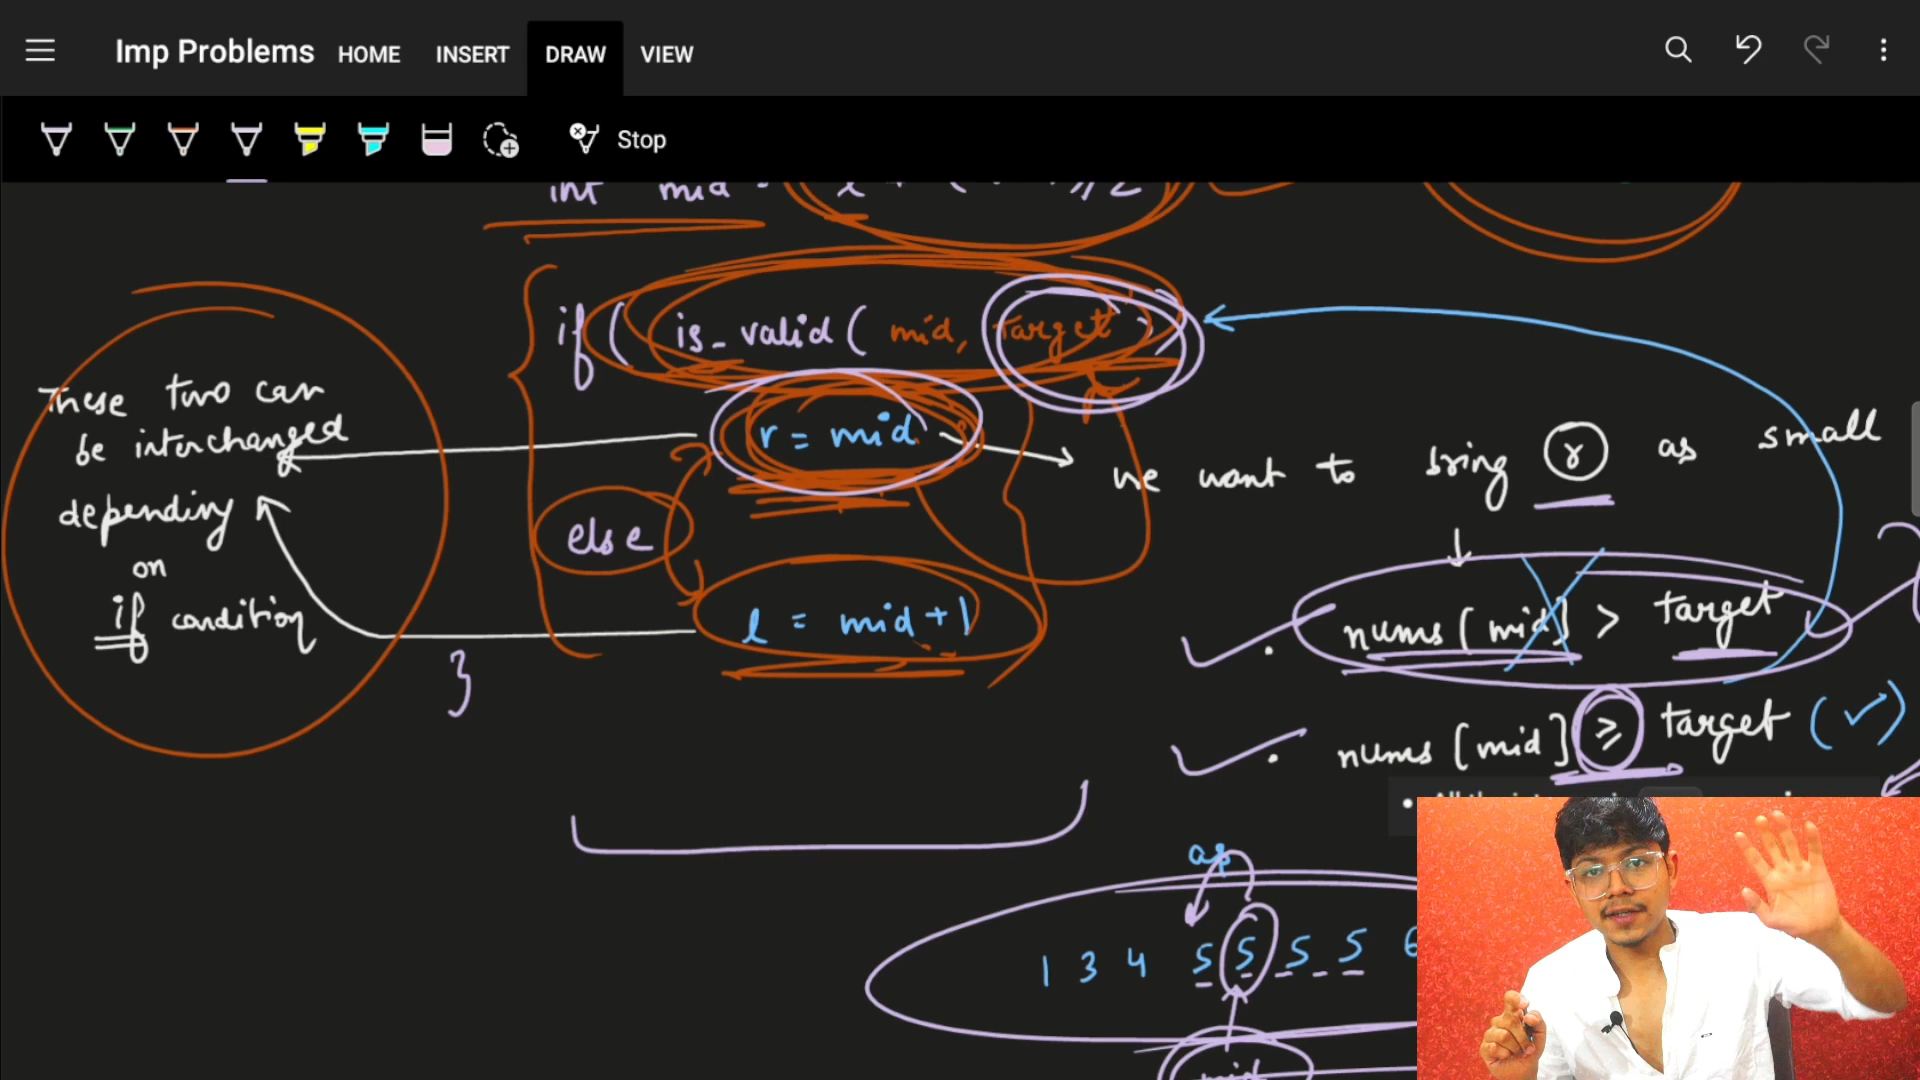 Imp Problems HOME INSERT DRAW VIEW
Stop
int mid
if ( is_valid ( mid, target )
r = mid
else
l = mid + 1
}
These two can
be interchanged
depending
on
if condition
we want to bring r as small
nums [ mid ] > target
nums [ mid ] ≥ target ( ✓ )
as
1 3 4 5 5 5 5 6
mid